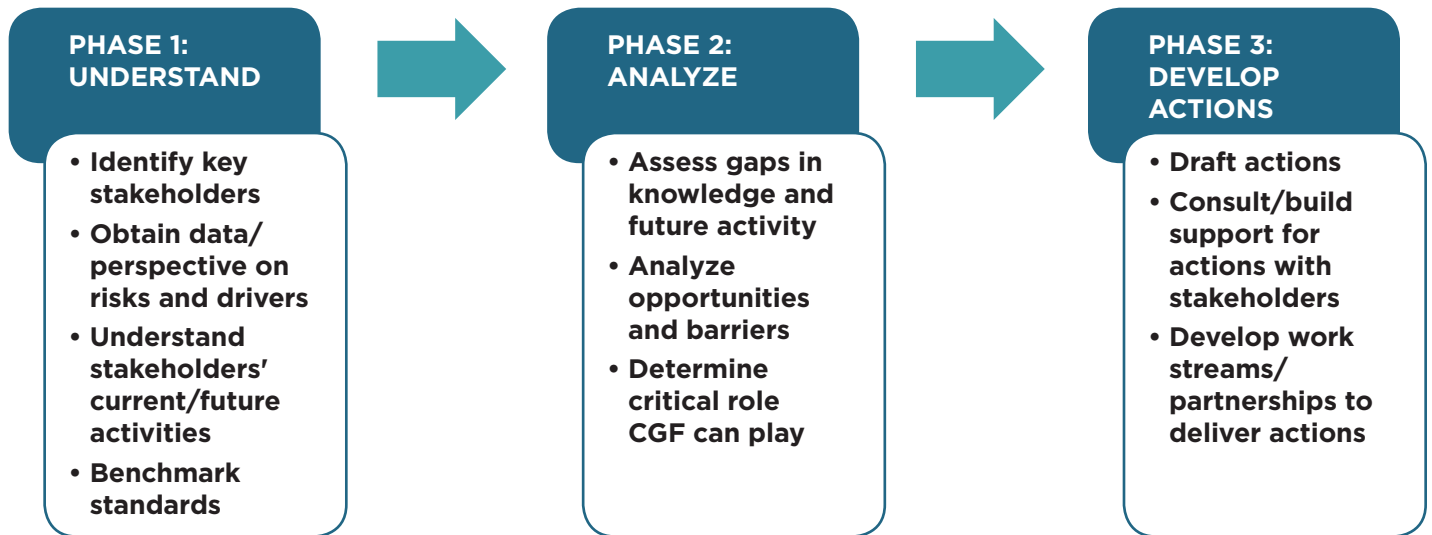 PHASE 1:
UNDERSTAND
• Identify key
stakeholders
• Obtain data/
perspective on
risks and drivers
• Understand
stakeholders'
current/future
activities
• Benchmark
standards
PHASE 2:
ANALYZE
• Assess gaps in
knowledge and
future activity
• Analyze
opportunities
and barriers
• Determine
critical role
CGF can play
PHASE 3:
DEVELOP
ACTIONS
• Draft actions
• Consult/build
support for
actions with
stakeholders
• Develop work
streams/
partnerships to
deliver actions